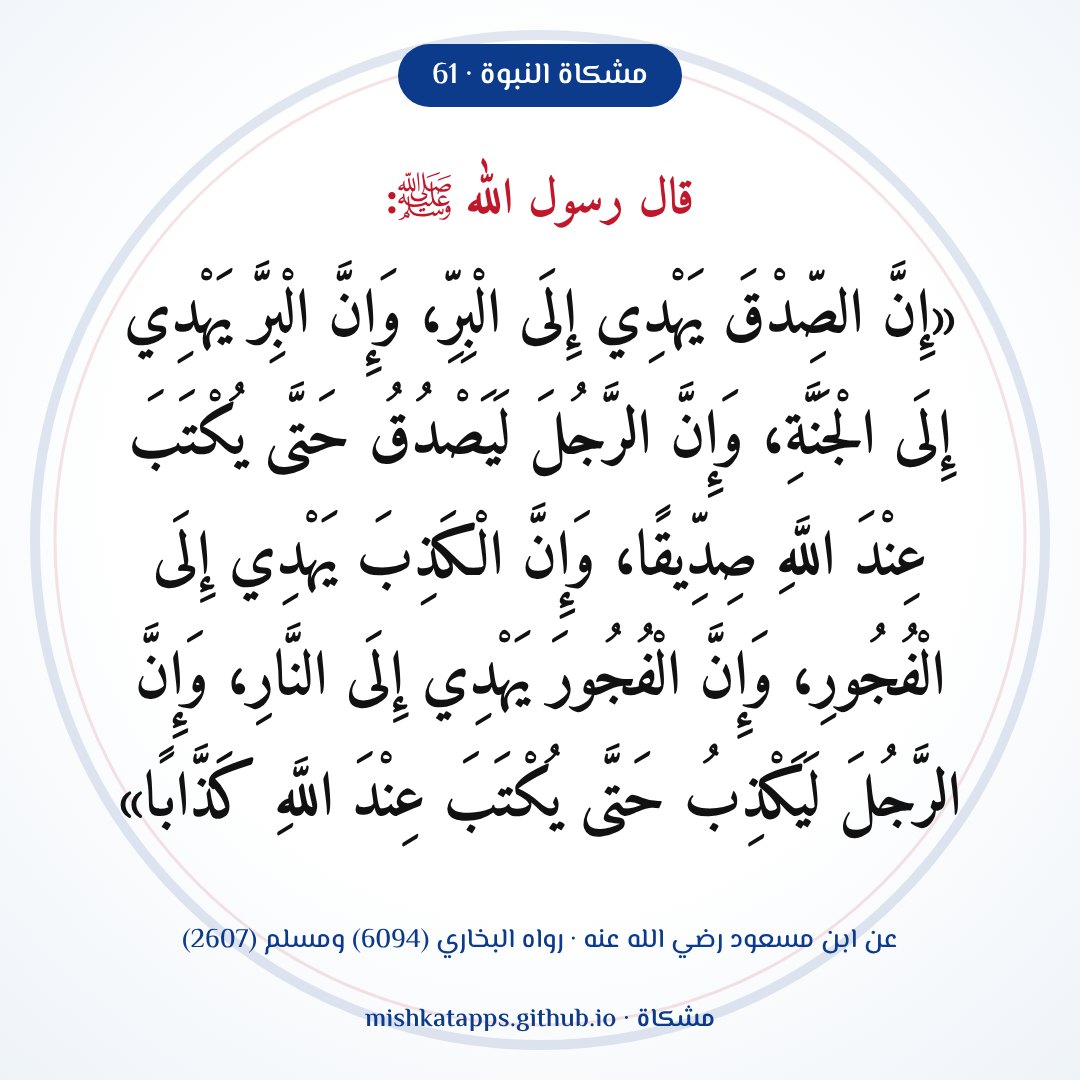 مشكاة النبوة · 61
قال رسول الله ﷺ:
«إِنَّ الصِّدْقَ يَهْدِي إِلَى الْبِرِّ، وَإِنَّ الْبِرَّ يَهْدِي
إِلَى الْجَنَّةِ، وَإِنَّ الرَّجُلَ لَيَصْدُقُ حَتَّى يُكْتَبَ
عِنْدَ اللَّهِ صِدِّيقًا، وَإِنَّ الْكَذِبَ يَهْدِي إِلَى
الْفُجُورِ، وَإِنَّ الْفُجُورَ يَهْدِي إِلَى النَّارِ، وَإِنَّ
الرَّجُلَ لَيَكْذِبُ حَتَّى يُكْتَبَ عِنْدَ اللَّهِ كَذَّابًا»
عن ابن مسعود رضي الله عنه · رواه البخاري (6094) ومسلم (2607)
مشكاة · mishkatapps.github.io